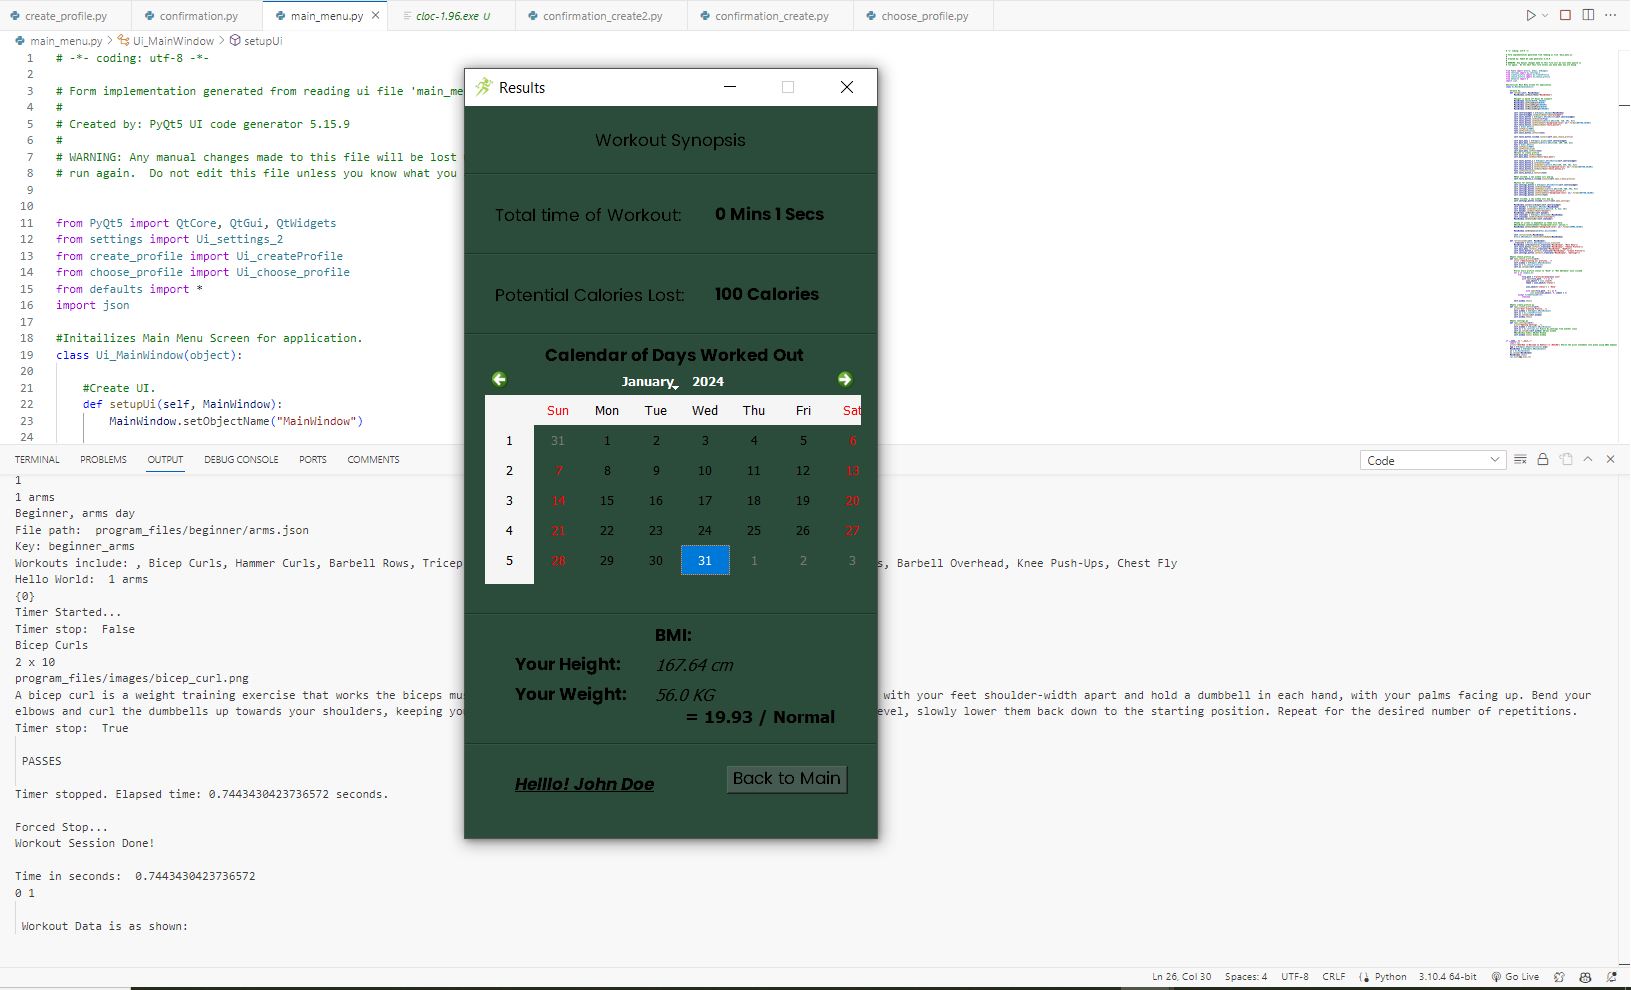 create_profile.py confirmation.py main_menu.py cloc-1.96.exe U confirmation_create2.py confirmation_create.py choose_profile.py
main_menu.py > Ui_MainWindow > setupUi
1 # -*- coding: utf-8 -*-
2
3 # Form implementation generated from reading ui file 'main_me
4 #
5 # Created by: PyQt5 UI code generator 5.15.9
6 #
7 # WARNING: Any manual changes made to this file will be lost
8 # run again.  Do not edit this file unless you know what you
9
10
11 from PyQt5 import QtCore, QtGui, QtWidgets
12 from settings import Ui_settings_2
13 from create_profile import Ui_createProfile
14 from choose_profile import Ui_choose_profile
15 from defaults import *
16 import json
17
18 #Initailizes Main Menu Screen for application.
19 class Ui_MainWindow(object):
20
21 #Create UI.
22 def setupUi(self, MainWindow):
23 MainWindow.setObjectName("MainWindow")
24
Results
Workout Synopsis
Total time of Workout: 0 Mins 1 Secs
Potential Calories Lost: 100 Calories
Calendar of Days Worked Out
January 2024
Sun Mon Tue Wed Thu Fri Sat
1 31 1 2 3 4 5 6
2 7 8 9 10 11 12 13
3 14 15 16 17 18 19 20
4 21 22 23 24 25 26 27
5 28 29 30 31 1 2 3
BMI:
Your Height: 167.64 cm
Your Weight: 56.0 KG
= 19.93 / Normal
Helllo! John Doe Back to Main
TERMINAL PROBLEMS OUTPUT DEBUG CONSOLE PORTS COMMENTS Code
1
1 arms
Beginner, arms day
File path:  program_files/beginner/arms.json
Key: beginner_arms
Workouts include: , Bicep Curls, Hammer Curls, Barbell Rows, Tricep s, Barbell Overhead, Knee Push-Ups, Chest Fly
Hello World:  1 arms
{0}
Timer Started...
Timer stop:  False
Bicep Curls
2 x 10
program_files/images/bicep_curl.png
A bicep curl is a weight training exercise that works the biceps mu with your feet shoulder-width apart and hold a dumbbell in each hand, with your palms facing up. Bend your
elbows and curl the dumbbells up towards your shoulders, keeping yo evel, slowly lower them back down to the starting position. Repeat for the desired number of repetitions.
Timer stop:  True
PASSES
Timer stopped. Elapsed time: 0.7443430423736572 seconds.
Forced Stop...
Workout Session Done!
Time in seconds:  0.7443430423736572
0 1
Workout Data is as shown:
Ln 26, Col 30 Spaces: 4 UTF-8 CRLF Python 3.10.4 64-bit Go Live